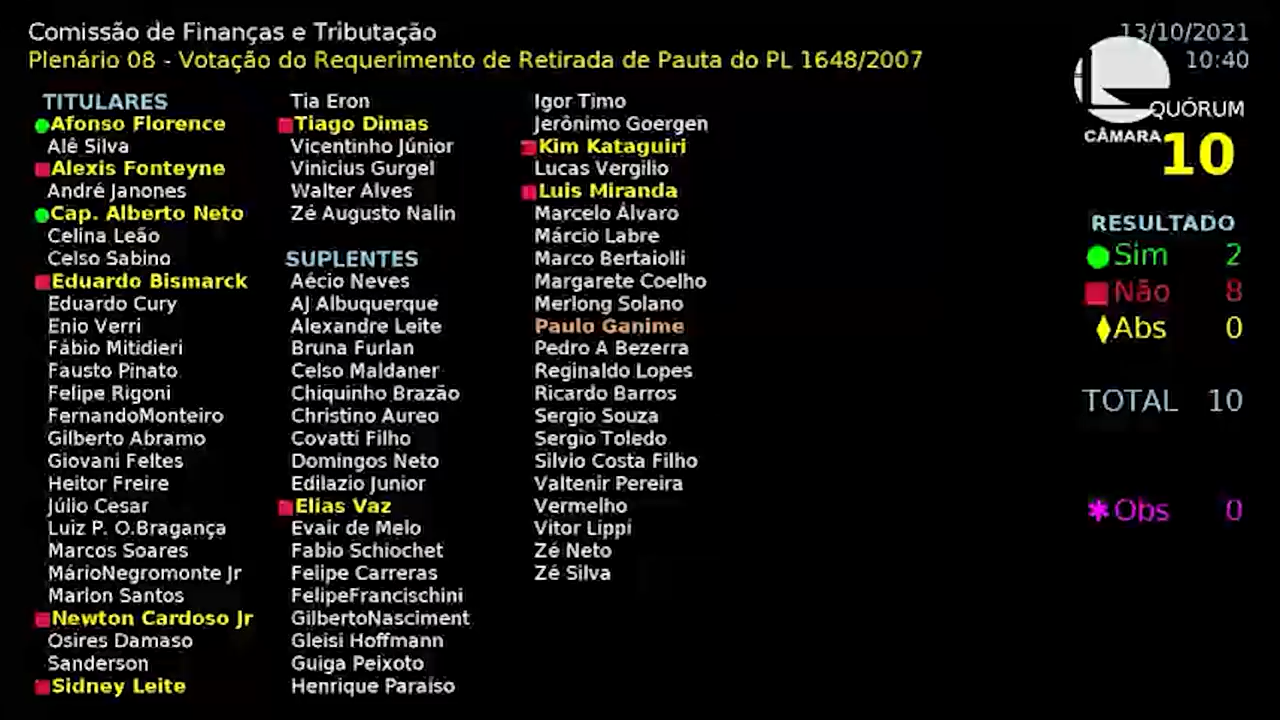 Comissão de Finanças e Tributação
Plenário 08 - Votação do Requerimento de Retirada de Pauta do PL 1648/2007
13/10/2021
10:40
CÂMARA
QUÓRUM
10
TITULARES
Afonso Florence
Alê Silva
Alexis Fonteyne
André Janones
Cap. Alberto Neto
Celina Leão
Celso Sabino
Eduardo Bismarck
Eduardo Cury
Enio Verri
Fábio Mitidieri
Fausto Pinato
Felipe Rigoni
FernandoMonteiro
Gilberto Abramo
Giovani Feltes
Heitor Freire
Júlio Cesar
Luiz P. O.Bragança
Marcos Soares
MárioNegromonte Jr
Marlon Santos
Newton Cardoso Jr
Osires Damaso
Sanderson
Sidney Leite
Tia Eron
Tiago Dimas
Vicentinho Júnior
Vinicius Gurgel
Walter Alves
Zé Augusto Nalin
SUPLENTES
Aécio Neves
AJ Albuquerque
Alexandre Leite
Bruna Furlan
Celso Maldaner
Chiquinho Brazão
Christino Aureo
Covatti Filho
Domingos Neto
Edilazio Junior
Elias Vaz
Evair de Melo
Fabio Schiochet
Felipe Carreras
FelipeFrancischini
GilbertoNasciment
Gleisi Hoffmann
Guiga Peixoto
Henrique Paraíso
Igor Timo
Jerônimo Goergen
Kim Kataguiri
Lucas Vergilio
Luis Miranda
Marcelo Álvaro
Márcio Labre
Marco Bertaiolli
Margarete Coelho
Merlong Solano
Paulo Ganime
Pedro A Bezerra
Reginaldo Lopes
Ricardo Barros
Sergio Souza
Sergio Toledo
Silvio Costa Filho
Valtenir Pereira
Vermelho
Vitor Lippi
Zé Neto
Zé Silva
RESULTADO
Sim 2
Não 8
Abs 0
TOTAL 10
Obs 0